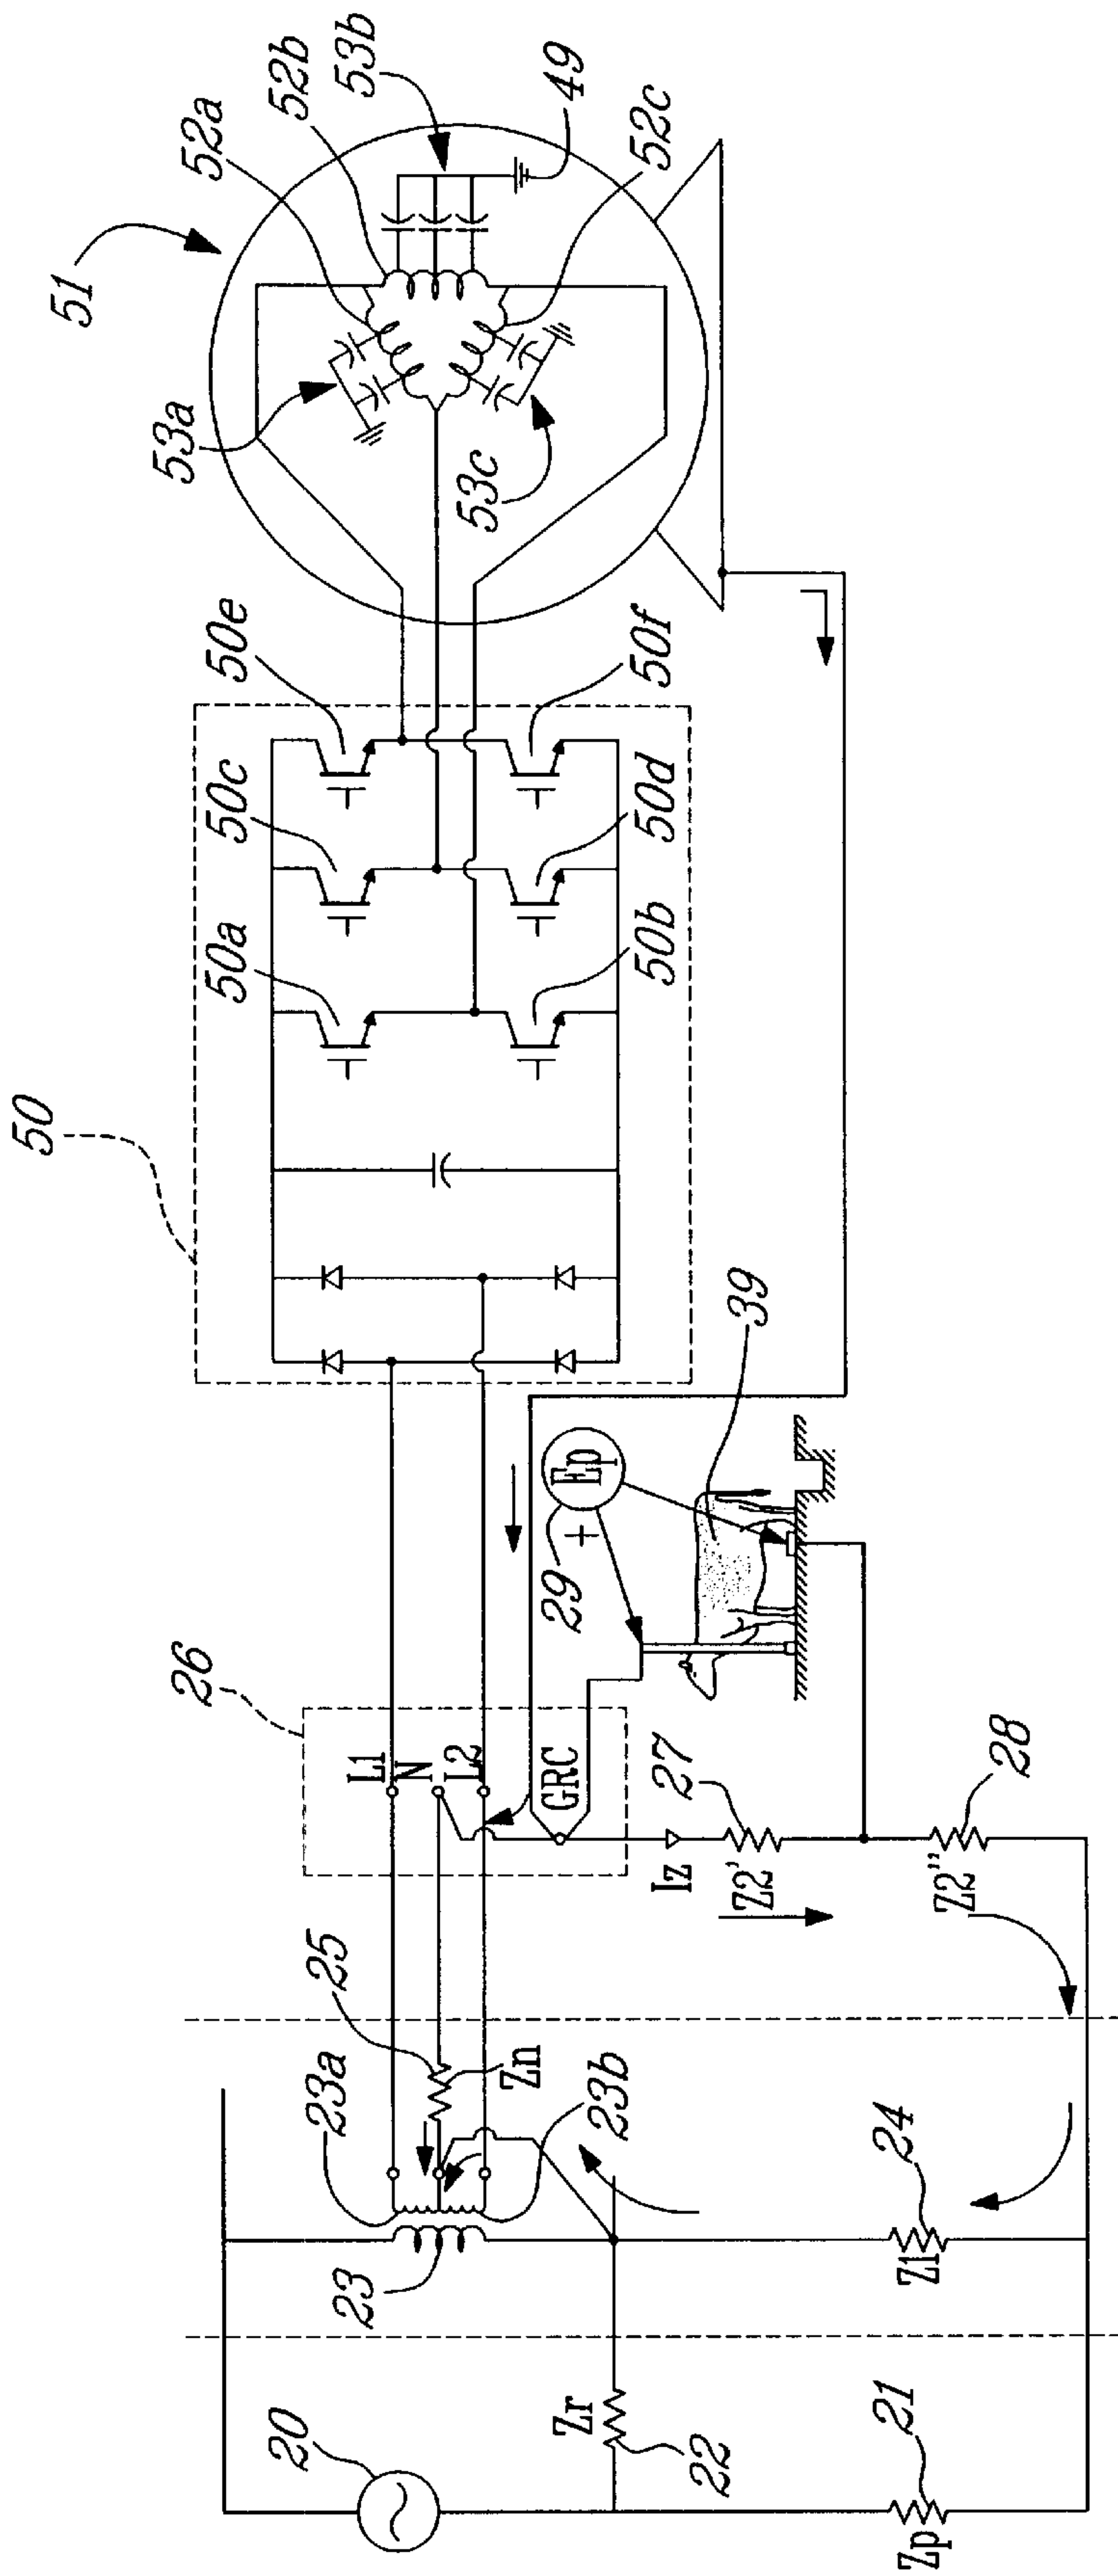 51
52a
52b
53b
49
52c
53a
53c
50
50e
50f
50c
50d
50a
50b
39
Ep
+
29
26
L1
N
L2
GRC
27
28
Iz
Z2'
Z2"
25
Zn
23a
23b
23
24
Z1
20
Zr
22
21
Zp